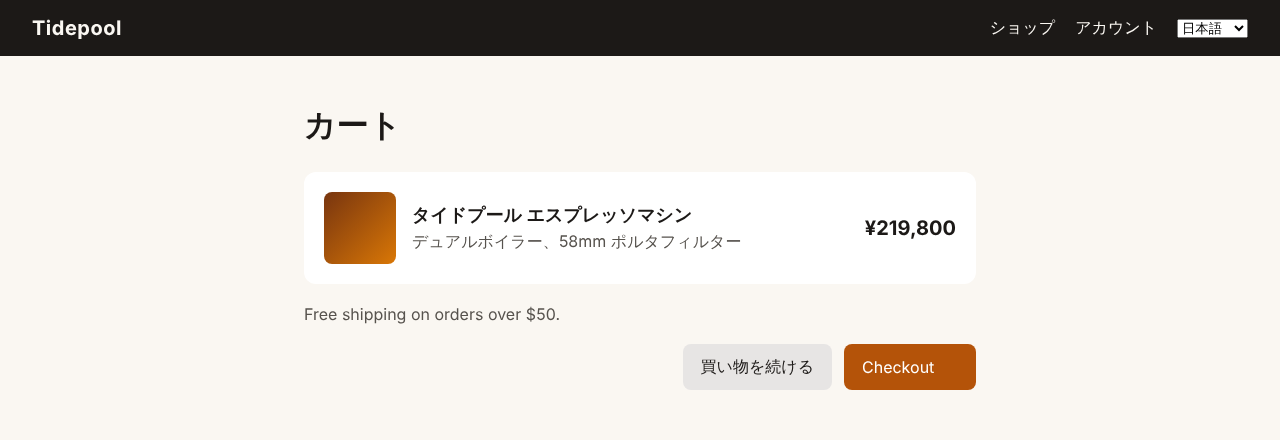 Tidepool
ショップ
アカウント
日本語
カート
タイドプール エスプレッソマシン
デュアルボイラー、58mm ポルタフィルター
¥219,800
Free shipping on orders over $50.
買い物を続ける
Checkout